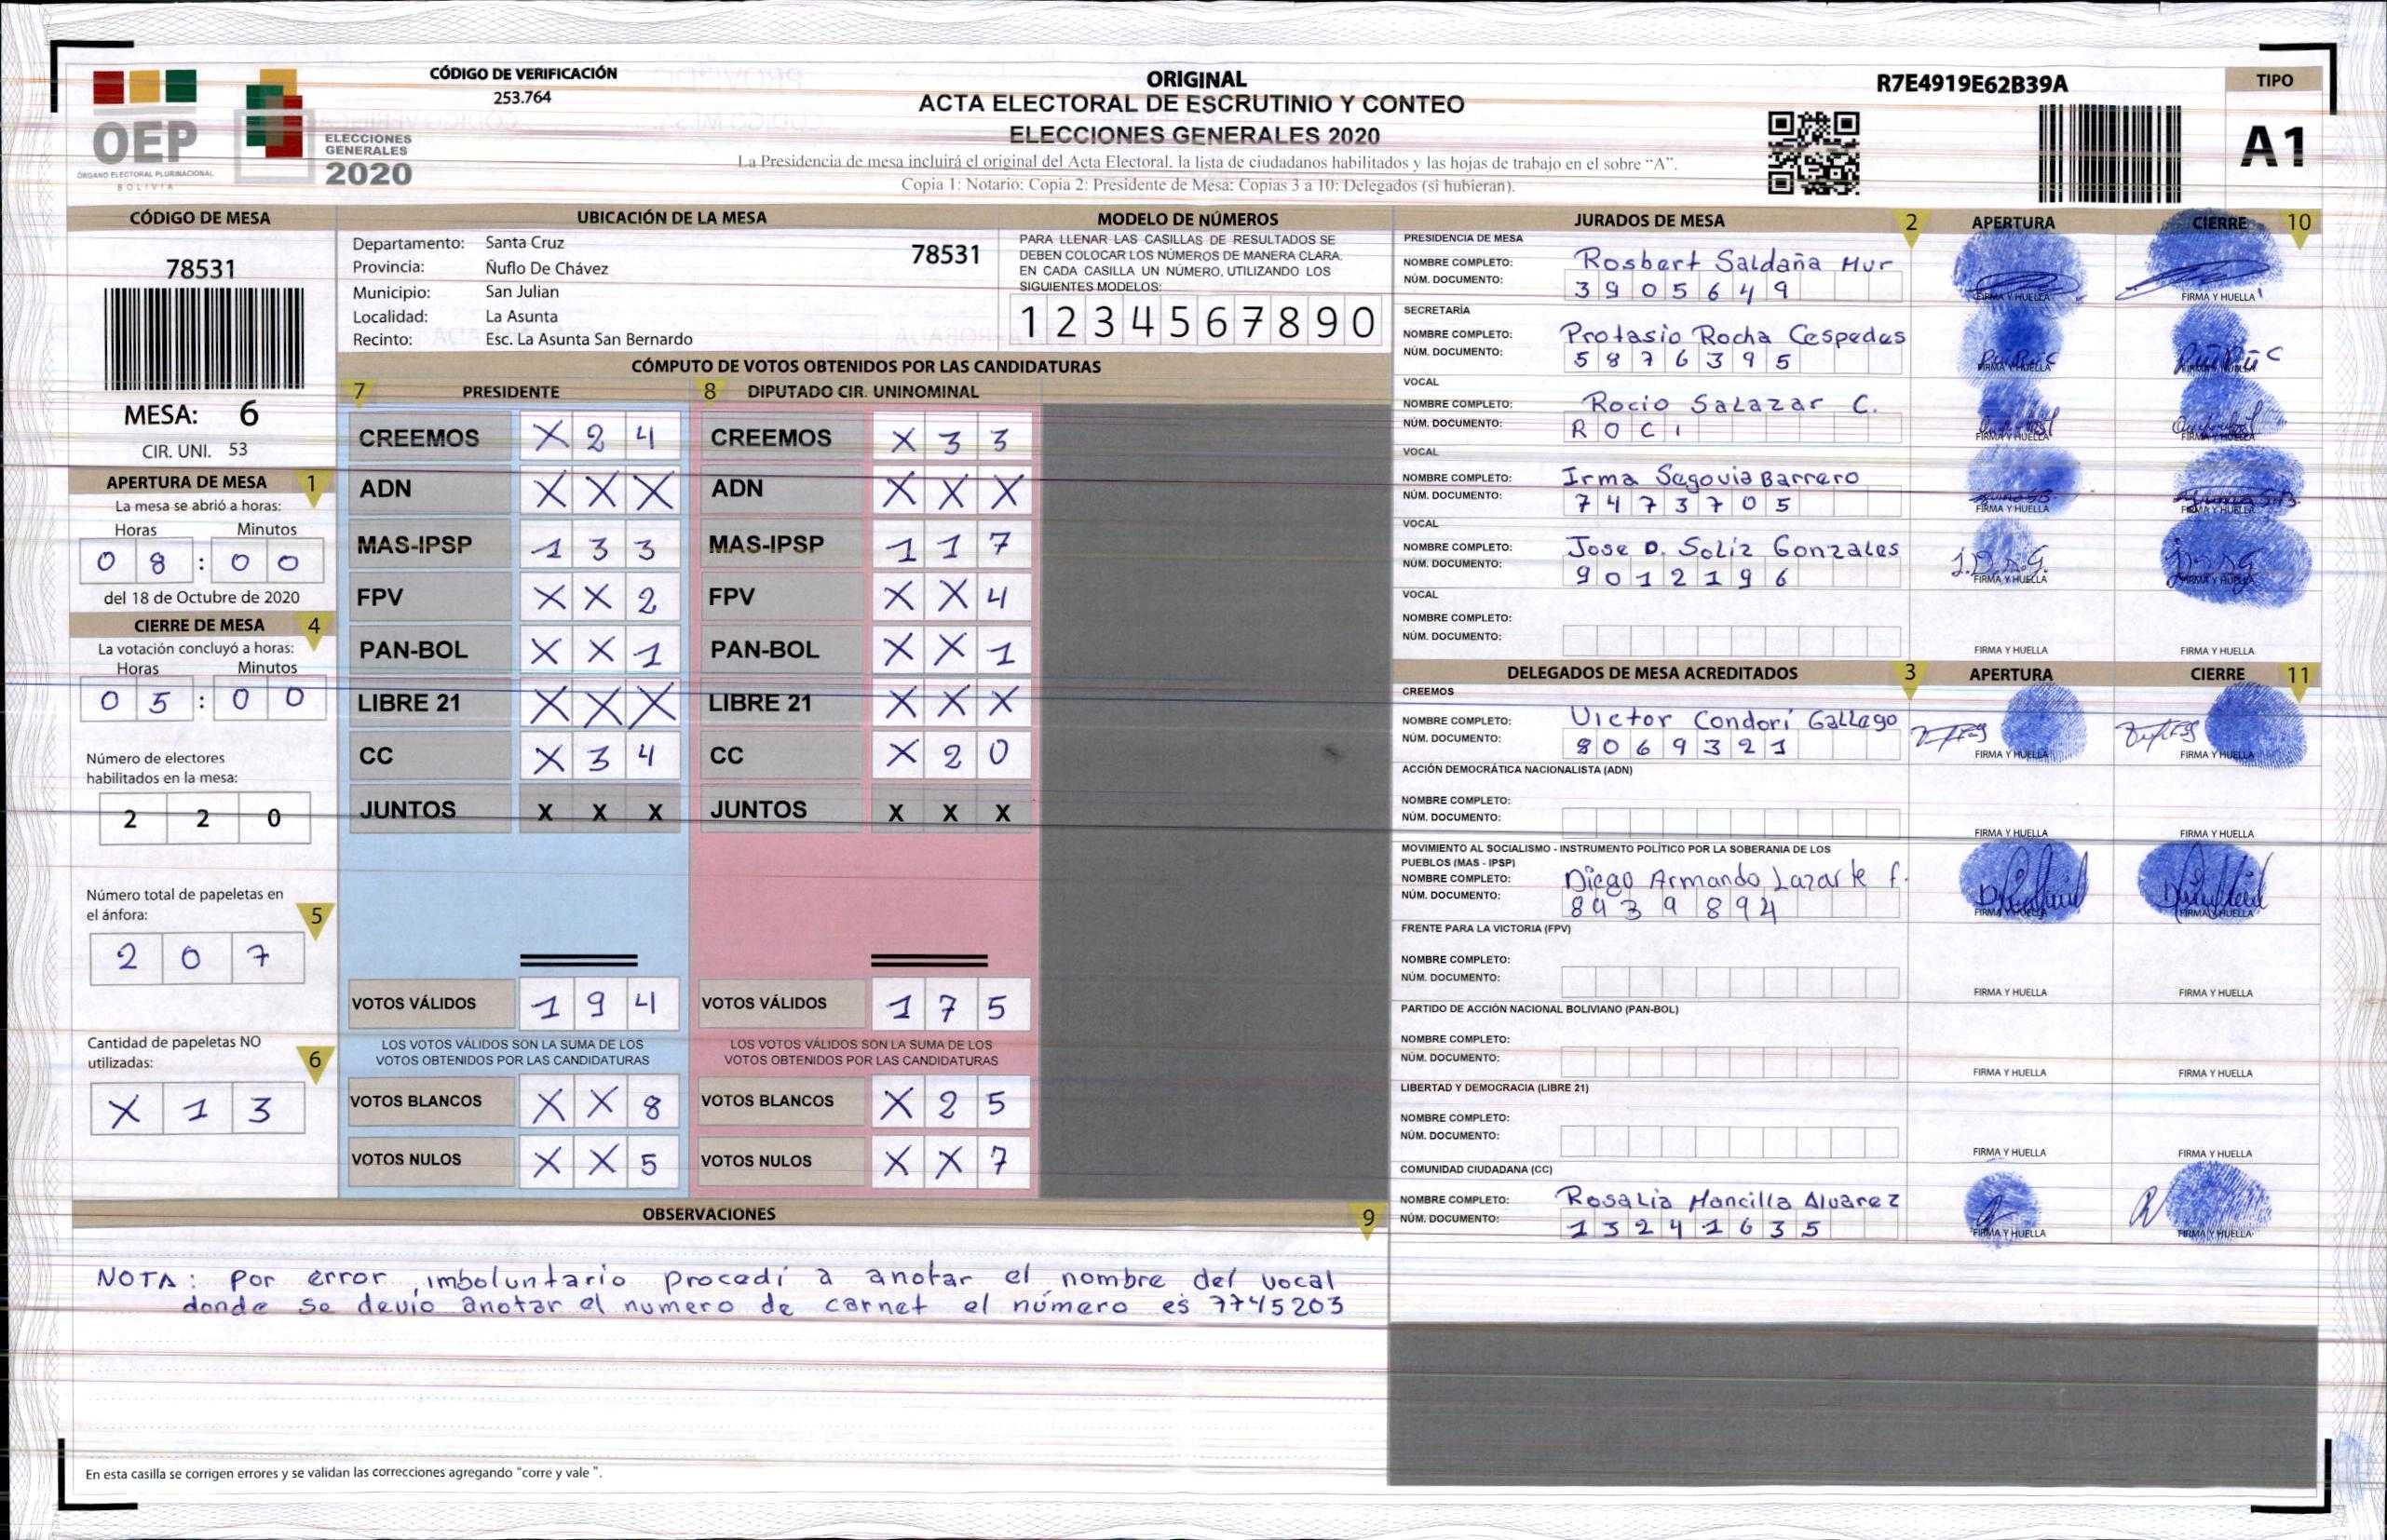 CÓDIGO DE VERIFICACIÓN
253.764
OEP
ÓRGANO ELECTORAL PLURINACIONAL
BOLIVIA
ELECCIONES
GENERALES
2020
ORIGINAL
ACTA ELECTORAL DE ESCRUTINIO Y CONTEO
ELECCIONES GENERALES 2020
La Presidencia de mesa incluirá el original del Acta Electoral, la lista de ciudadanos habilitados y las hojas de trabajo en el sobre "A".
Copia 1: Notario; Copia 2: Presidente de Mesa; Copias 3 a 10: Delegados (si hubieran).
R7E4919E62B39A
TIPO
A1
CÓDIGO DE MESA
78531
MESA: 6
CIR. UNI. 53
APERTURA DE MESA 1
La mesa se abrió a horas:
Horas Minutos
0 8 : 0 0
del 18 de Octubre de 2020
CIERRE DE MESA 4
La votación concluyó a horas:
Horas Minutos
0 5 : 0 0
Número de electores
habilitados en la mesa:
2 2 0
Número total de papeletas en
el ánfora: 5
2 0 7
Cantidad de papeletas NO
utilizadas: 6
X 1 3
UBICACIÓN DE LA MESA
Departamento: Santa Cruz 78531
Provincia: Ñuflo De Chávez
Municipio: San Julian
Localidad: La Asunta
Recinto: Esc. La Asunta San Bernardo
MODELO DE NÚMEROS
PARA LLENAR LAS CASILLAS DE RESULTADOS SE
DEBEN COLOCAR LOS NÚMEROS DE MANERA CLARA.
EN CADA CASILLA UN NÚMERO, UTILIZANDO LOS
SIGUIENTES MODELOS:
1 2 3 4 5 6 7 8 9 0
CÓMPUTO DE VOTOS OBTENIDOS POR LAS CANDIDATURAS
7 PRESIDENTE 8 DIPUTADO CIR. UNINOMINAL
CREEMOS X 2 4 CREEMOS X 3 3
ADN X X X ADN X X X
MAS-IPSP 1 3 3 MAS-IPSP 1 1 7
FPV X X 2 FPV X X 4
PAN-BOL X X 1 PAN-BOL X X 1
LIBRE 21 X X X LIBRE 21 X X X
CC X 3 4 CC X 2 0
JUNTOS X X X JUNTOS X X X
VOTOS VÁLIDOS 1 9 4 VOTOS VÁLIDOS 1 7 5
LOS VOTOS VÁLIDOS SON LA SUMA DE LOS LOS VOTOS VÁLIDOS SON LA SUMA DE LOS
VOTOS OBTENIDOS POR LAS CANDIDATURAS VOTOS OBTENIDOS POR LAS CANDIDATURAS
VOTOS BLANCOS X X 8 VOTOS BLANCOS X 2 5
VOTOS NULOS X X 5 VOTOS NULOS X X 7
OBSERVACIONES 9
NOTA: Por error imboluntario procedí a anotar el nombre del vocal
donde se devio anotar el numero de carnet el número es 7745203
En esta casilla se corrigen errores y se validan las correcciones agregando "corre y vale ".
JURADOS DE MESA 2 APERTURA CIERRE 10
PRESIDENCIA DE MESA
NOMBRE COMPLETO: Rosbert Saldaña Mur
NÚM. DOCUMENTO: 3 9 0 5 6 4 9
FIRMA Y HUELLA FIRMA Y HUELLA
SECRETARÍA
NOMBRE COMPLETO: Protasio Rocha Cespedes
NÚM. DOCUMENTO: 5 8 7 6 3 9 5
FIRMA Y HUELLA FIRMA Y HUELLA
VOCAL
NOMBRE COMPLETO: Rocio Salazar C.
NÚM. DOCUMENTO: R O C I
FIRMA Y HUELLA FIRMA Y HUELLA
VOCAL
NOMBRE COMPLETO: Irma Segovia Barrero
NÚM. DOCUMENTO: 7 4 7 3 7 0 5
FIRMA Y HUELLA FIRMA Y HUELLA
VOCAL
NOMBRE COMPLETO: Jose D. Soliz Gonzales
NÚM. DOCUMENTO: 9 0 1 2 1 9 6
J.D.S.G.
FIRMA Y HUELLA FIRMA Y HUELLA
VOCAL
NOMBRE COMPLETO:
NÚM. DOCUMENTO:
FIRMA Y HUELLA FIRMA Y HUELLA
DELEGADOS DE MESA ACREDITADOS 3 APERTURA CIERRE 11
CREEMOS
NOMBRE COMPLETO: Victor Condori Gallego
NÚM. DOCUMENTO: 8 0 6 9 3 2 1
FIRMA Y HUELLA FIRMA Y HUELLA
ACCIÓN DEMOCRÁTICA NACIONALISTA (ADN)
NOMBRE COMPLETO:
NÚM. DOCUMENTO:
FIRMA Y HUELLA FIRMA Y HUELLA
MOVIMIENTO AL SOCIALISMO - INSTRUMENTO POLÍTICO POR LA SOBERANIA DE LOS
PUEBLOS (MAS - IPSP)
NOMBRE COMPLETO: Diego Armando Lazarte f.
NÚM. DOCUMENTO: 8 4 3 9 8 9 4
FIRMA Y HUELLA FIRMA Y HUELLA
FRENTE PARA LA VICTORIA (FPV)
NOMBRE COMPLETO:
NÚM. DOCUMENTO:
FIRMA Y HUELLA FIRMA Y HUELLA
PARTIDO DE ACCIÓN NACIONAL BOLIVIANO (PAN-BOL)
NOMBRE COMPLETO:
NÚM. DOCUMENTO:
FIRMA Y HUELLA FIRMA Y HUELLA
LIBERTAD Y DEMOCRACIA (LIBRE 21)
NOMBRE COMPLETO:
NÚM. DOCUMENTO:
FIRMA Y HUELLA FIRMA Y HUELLA
COMUNIDAD CIUDADANA (CC)
NOMBRE COMPLETO: Rosalia Mancilla Alvarez
NÚM. DOCUMENTO: 1 3 2 4 1 6 3 5
FIRMA Y HUELLA FIRMA Y HUELLA